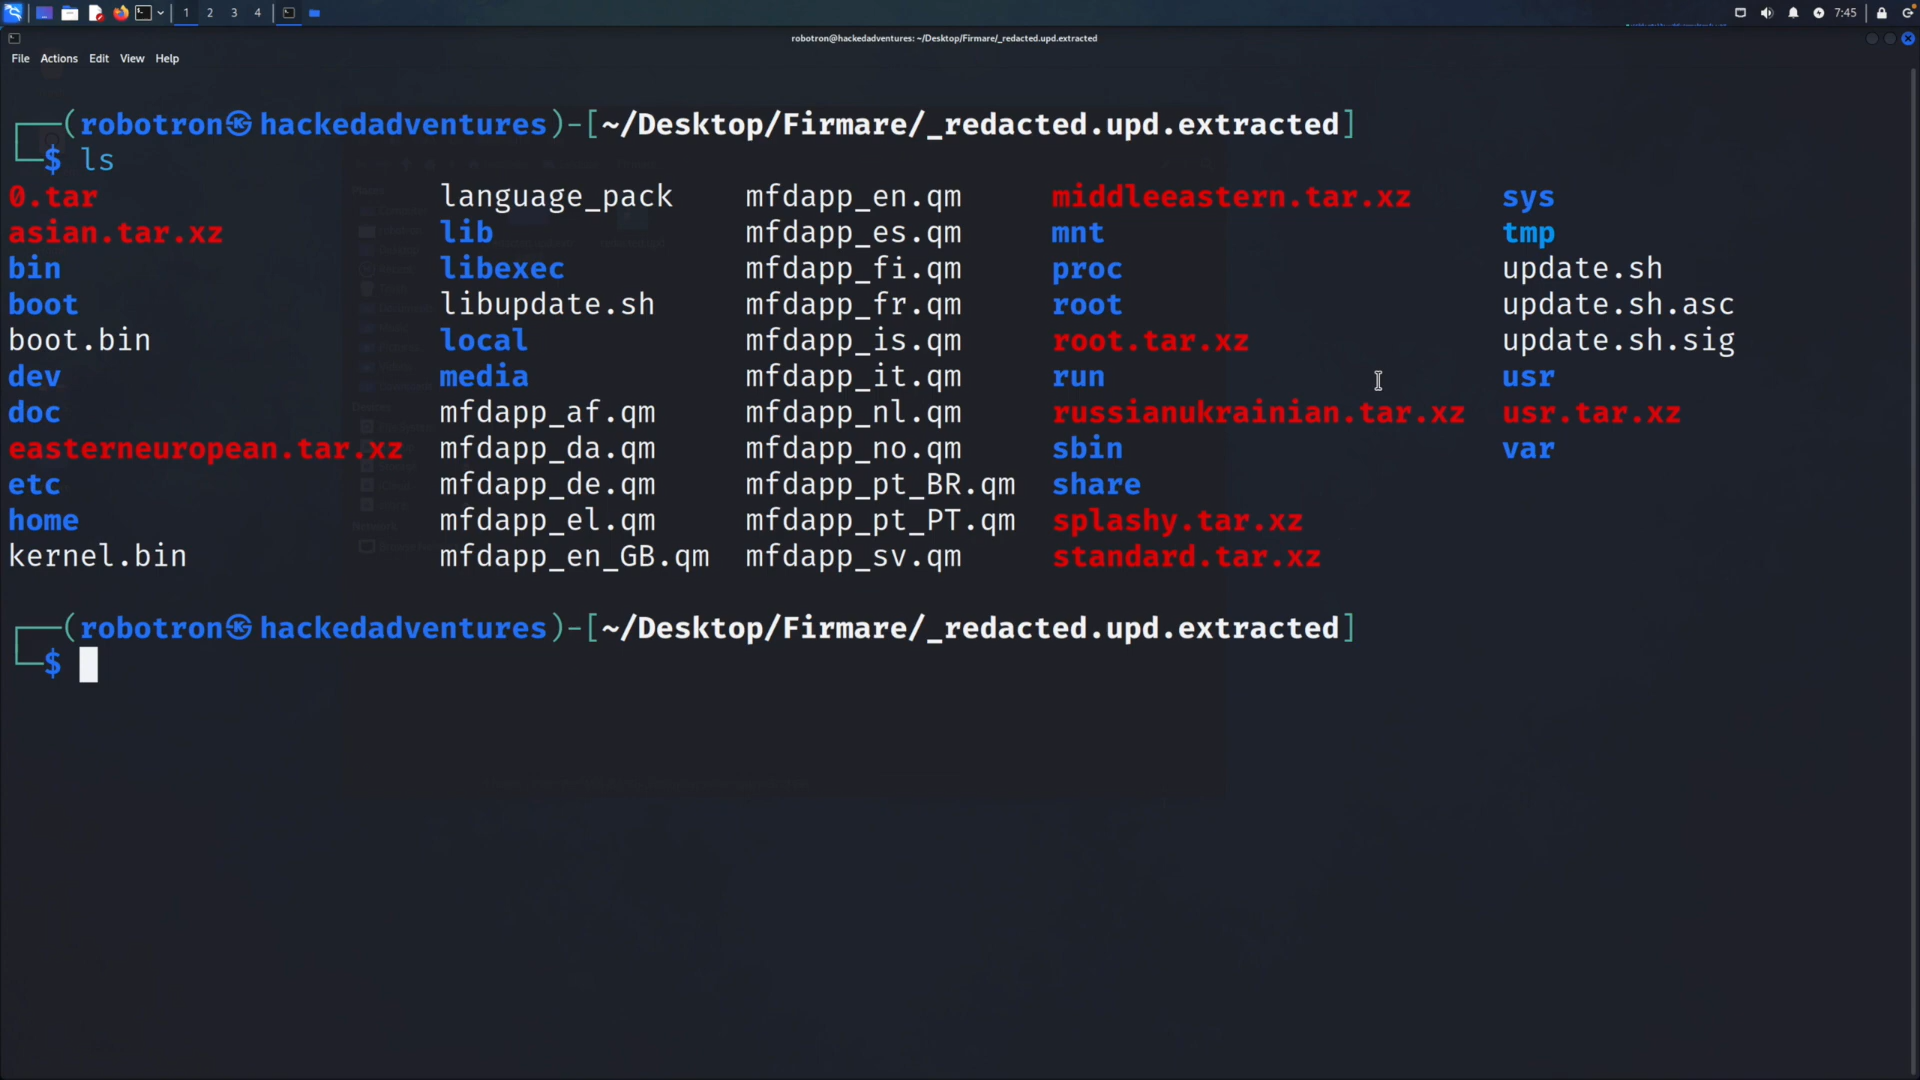 1 2 3 4 7:45
robotron@hackedadventures: ~/Desktop/Firmare/_redacted.upd.extracted
File Actions Edit View Help
┌──(robotron㉿hackedadventures)-[~/Desktop/Firmare/_redacted.upd.extracted]
└─$ ls
0.tar language_pack mfdapp_en.qm middleeastern.tar.xz sys
asian.tar.xz lib mfdapp_es.qm mnt tmp
bin libexec mfdapp_fi.qm proc update.sh
boot libupdate.sh mfdapp_fr.qm root update.sh.asc
boot.bin local mfdapp_is.qm root.tar.xz update.sh.sig
dev media mfdapp_it.qm run usr
doc mfdapp_af.qm mfdapp_nl.qm russianukrainian.tar.xz usr.tar.xz
easterneuropean.tar.xz mfdapp_da.qm mfdapp_no.qm sbin var
etc mfdapp_de.qm mfdapp_pt_BR.qm share
home mfdapp_el.qm mfdapp_pt_PT.qm splashy.tar.xz
kernel.bin mfdapp_en_GB.qm mfdapp_sv.qm standard.tar.xz
┌──(robotron㉿hackedadventures)-[~/Desktop/Firmare/_redacted.upd.extracted]
└─$